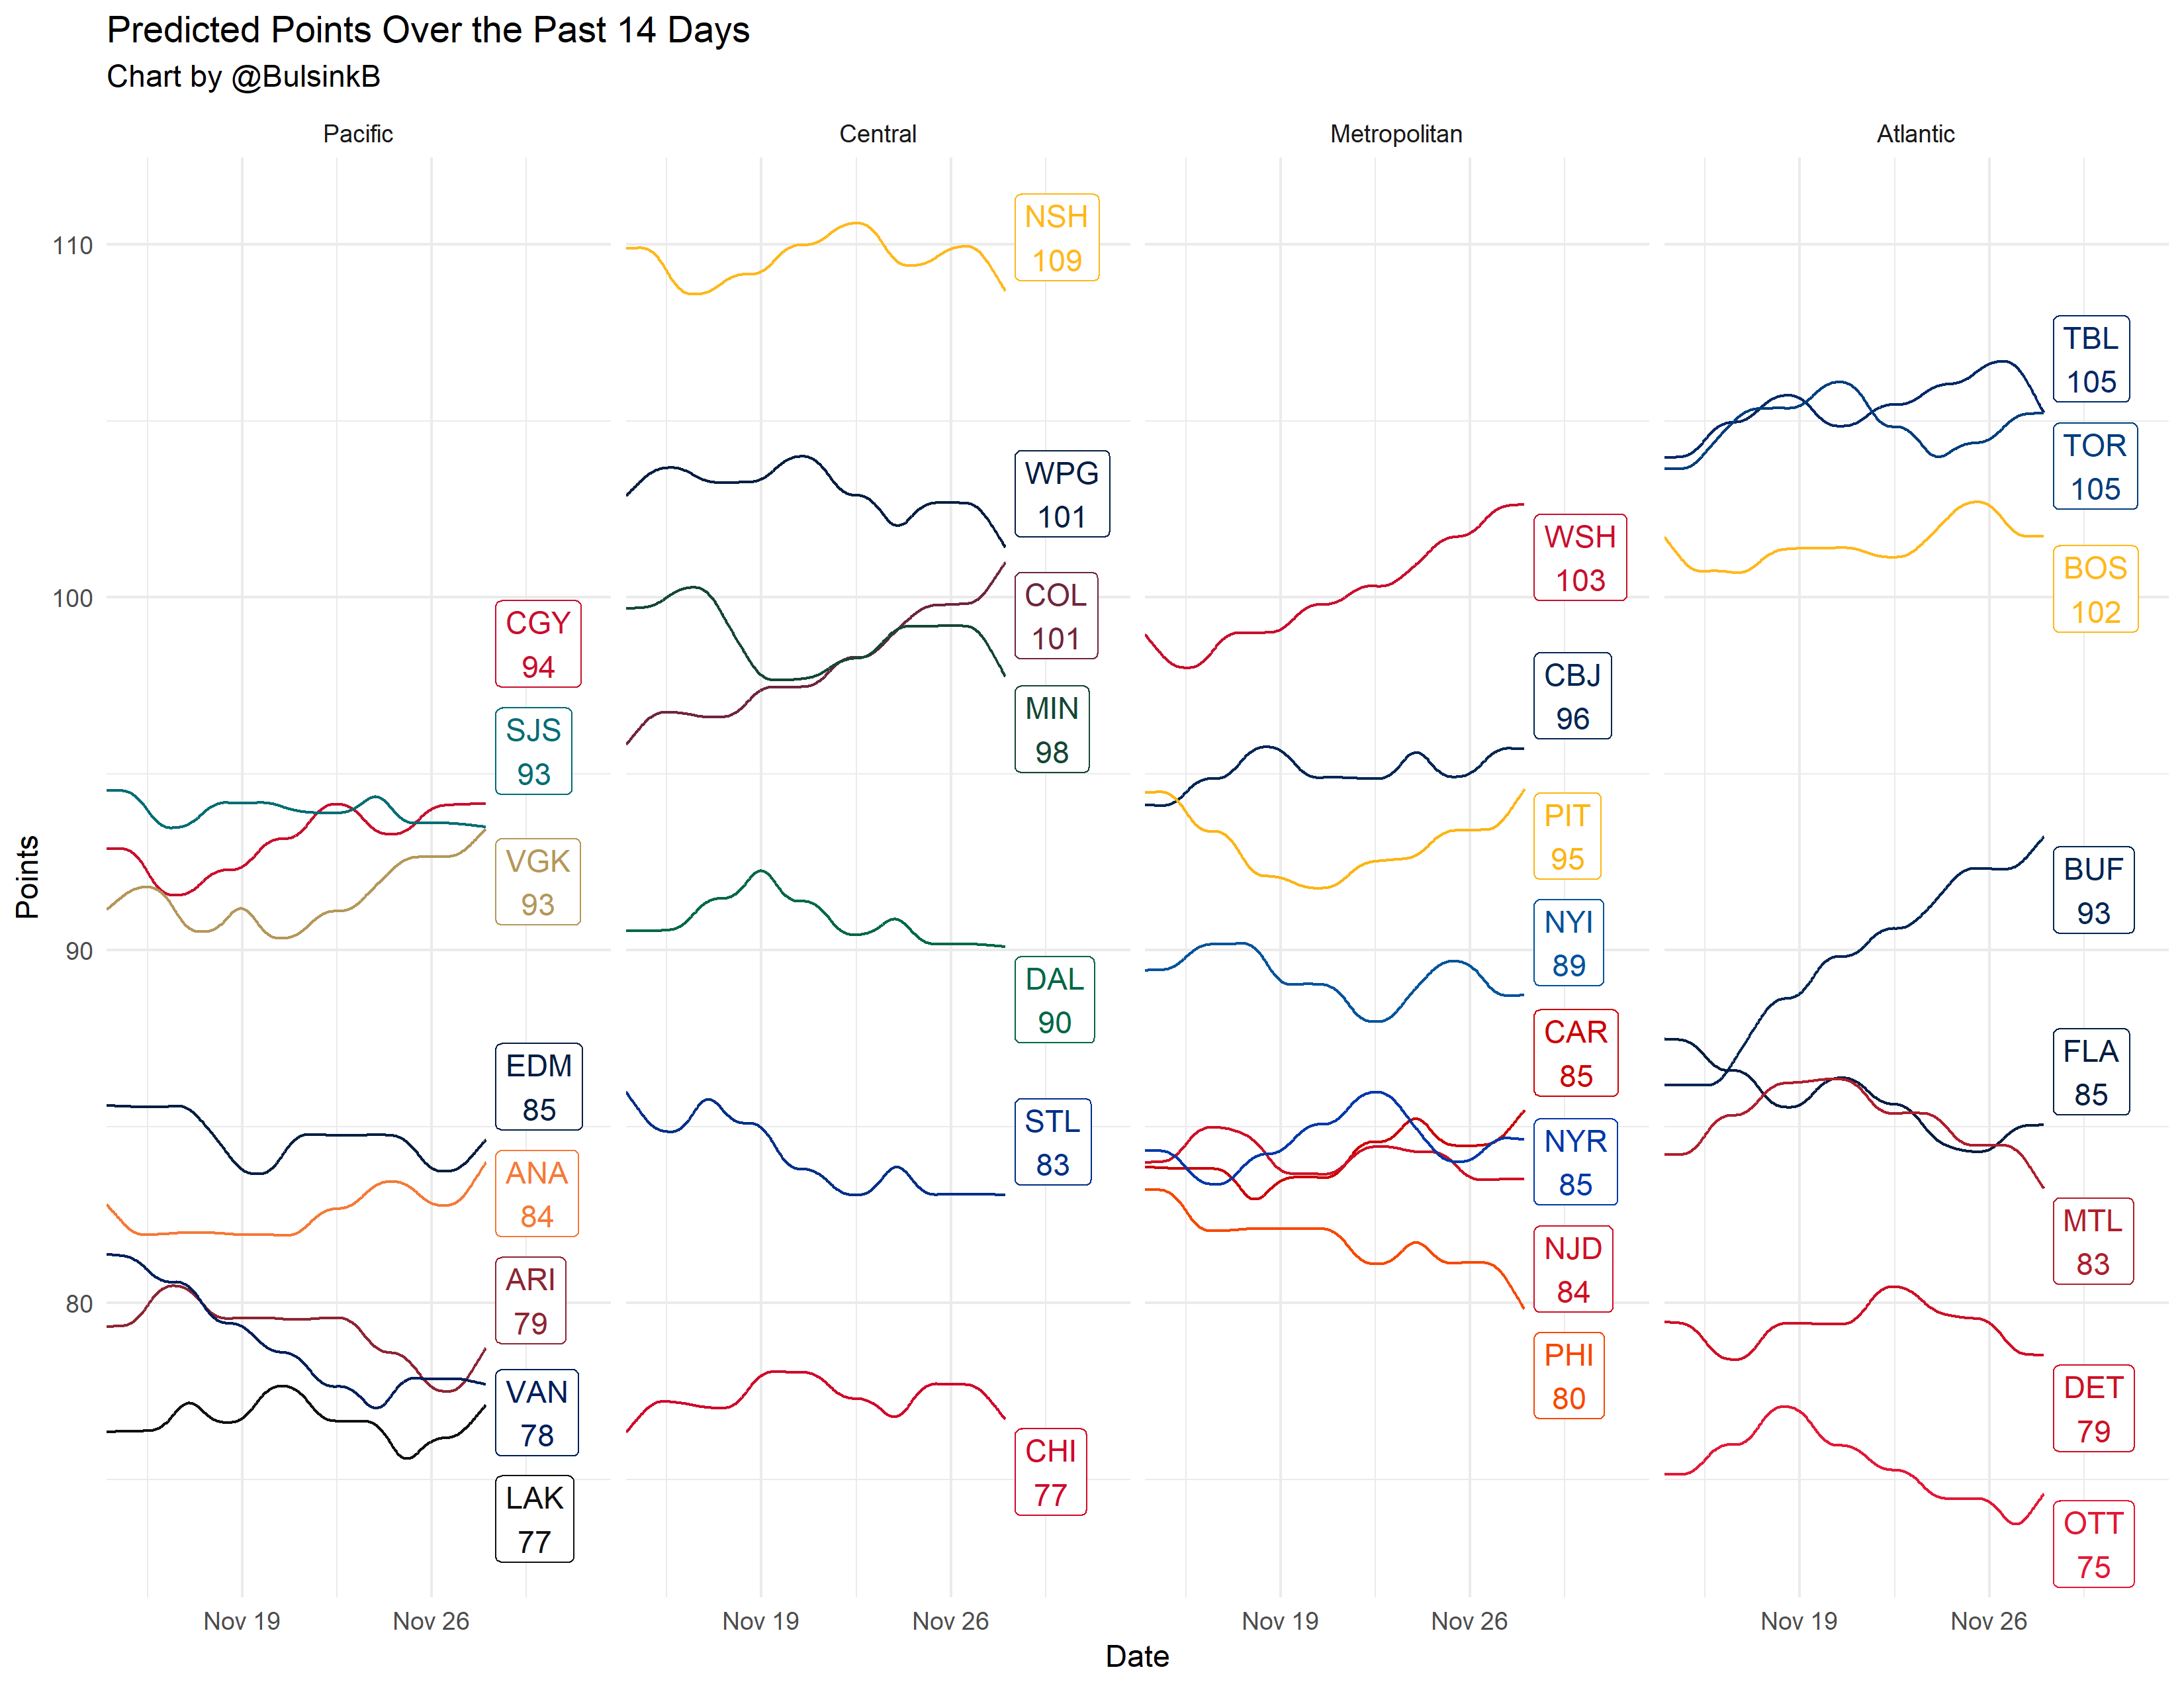 Predicted Points Over the Past 14 Days
Chart by @BulsinkB
Pacific
Central
Metropolitan
Atlantic
Points
110
100
90
80
CGY
94
SJS
93
VGK
93
EDM
85
ANA
84
ARI
79
VAN
78
LAK
77
NSH
109
WPG
101
COL
101
MIN
98
DAL
90
STL
83
CHI
77
WSH
103
CBJ
96
PIT
95
NYI
89
CAR
85
NYR
85
NJD
84
PHI
80
TBL
105
TOR
105
BOS
102
BUF
93
FLA
85
MTL
83
DET
79
OTT
75
Nov 19
Nov 26
Nov 19
Nov 26
Nov 19
Nov 26
Nov 19
Nov 26
Date